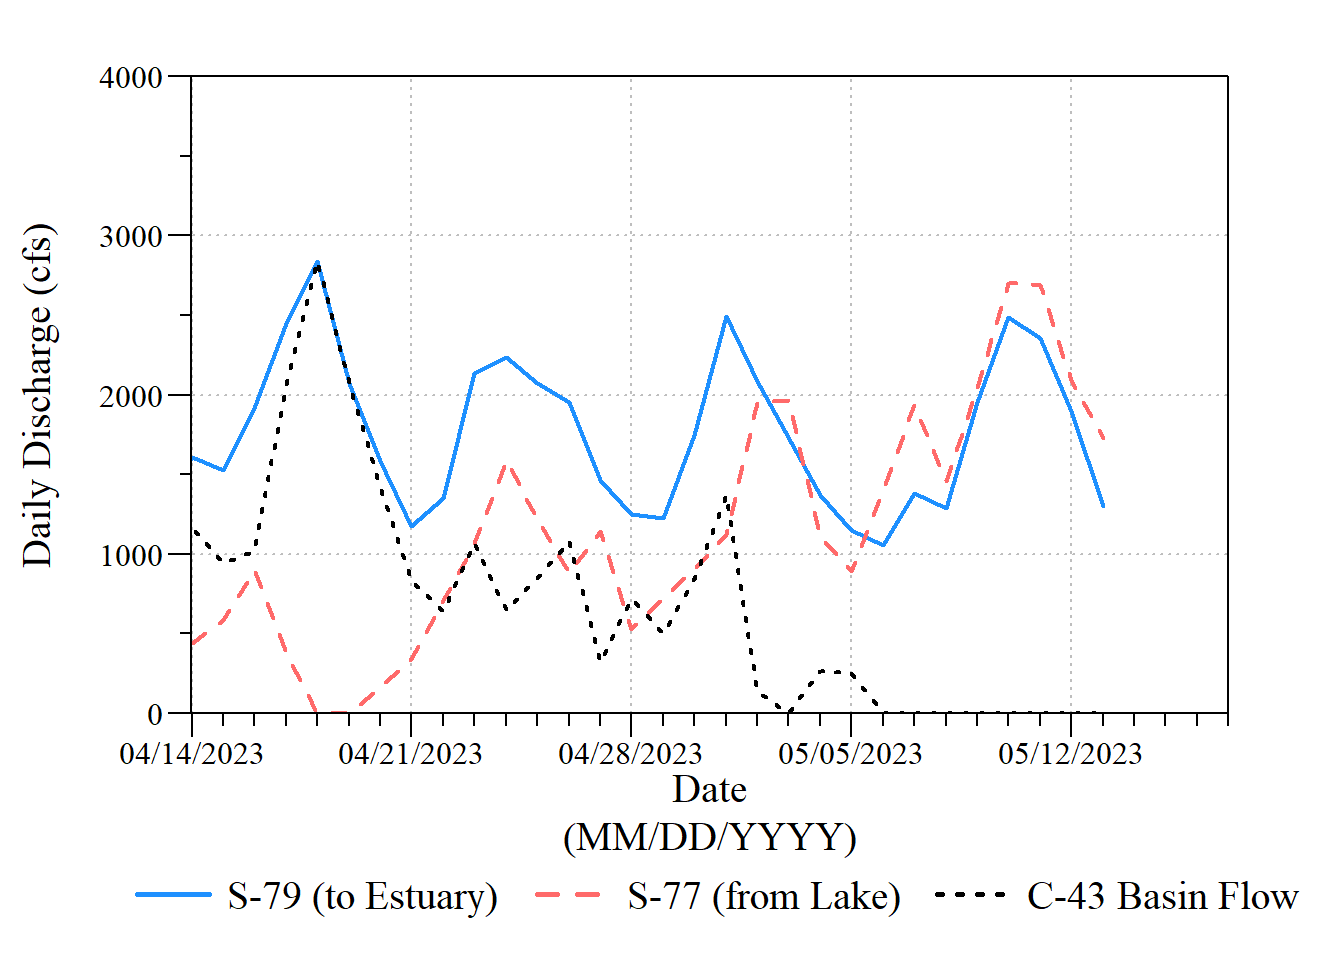 Daily Discharge (cfs)
4000
3000
2000
1000
0
04/14/2023 04/21/2023 04/28/2023 05/05/2023 05/12/2023
Date
(MM/DD/YYYY)
S-79 (to Estuary) S-77 (from Lake) C-43 Basin Flow